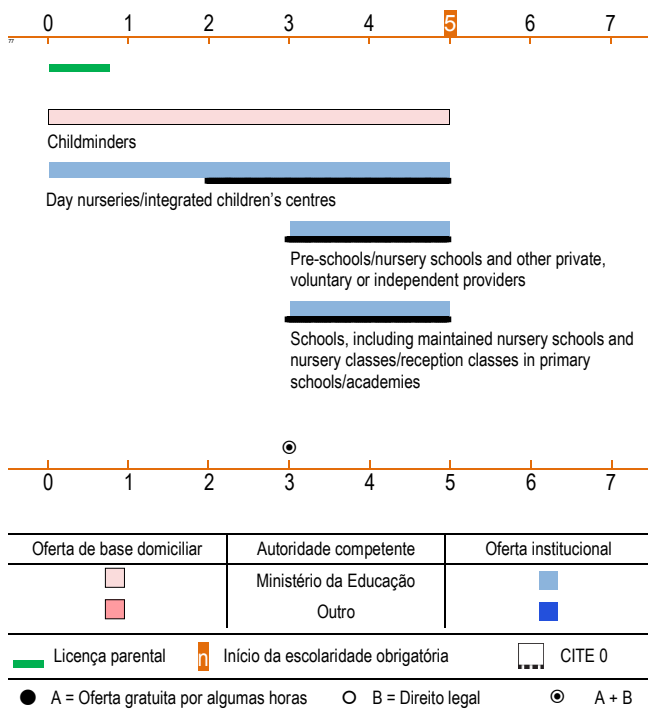 0 1 2 3 4 5 6 7
77
Childminders
Day nurseries/integrated children's centres
Pre-schools/nursery schools and other private,
voluntary or independent providers
Schools, including maintained nursery schools and
nursery classes/reception classes in primary
schools/academies
0 1 2 3 4 5 6 7
Oferta de base domiciliar Autoridade competente Oferta institucional
Ministério da Educação
Outro
Licença parental n Início da escolaridade obrigatória CITE 0
A = Oferta gratuita por algumas horas B = Direito legal A + B